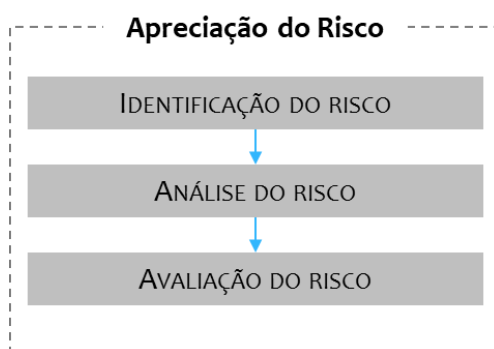 Apreciação do Risco
IDENTIFICAÇÃO DO RISCO
ANÁLISE DO RISCO
AVALIAÇÃO DO RISCO